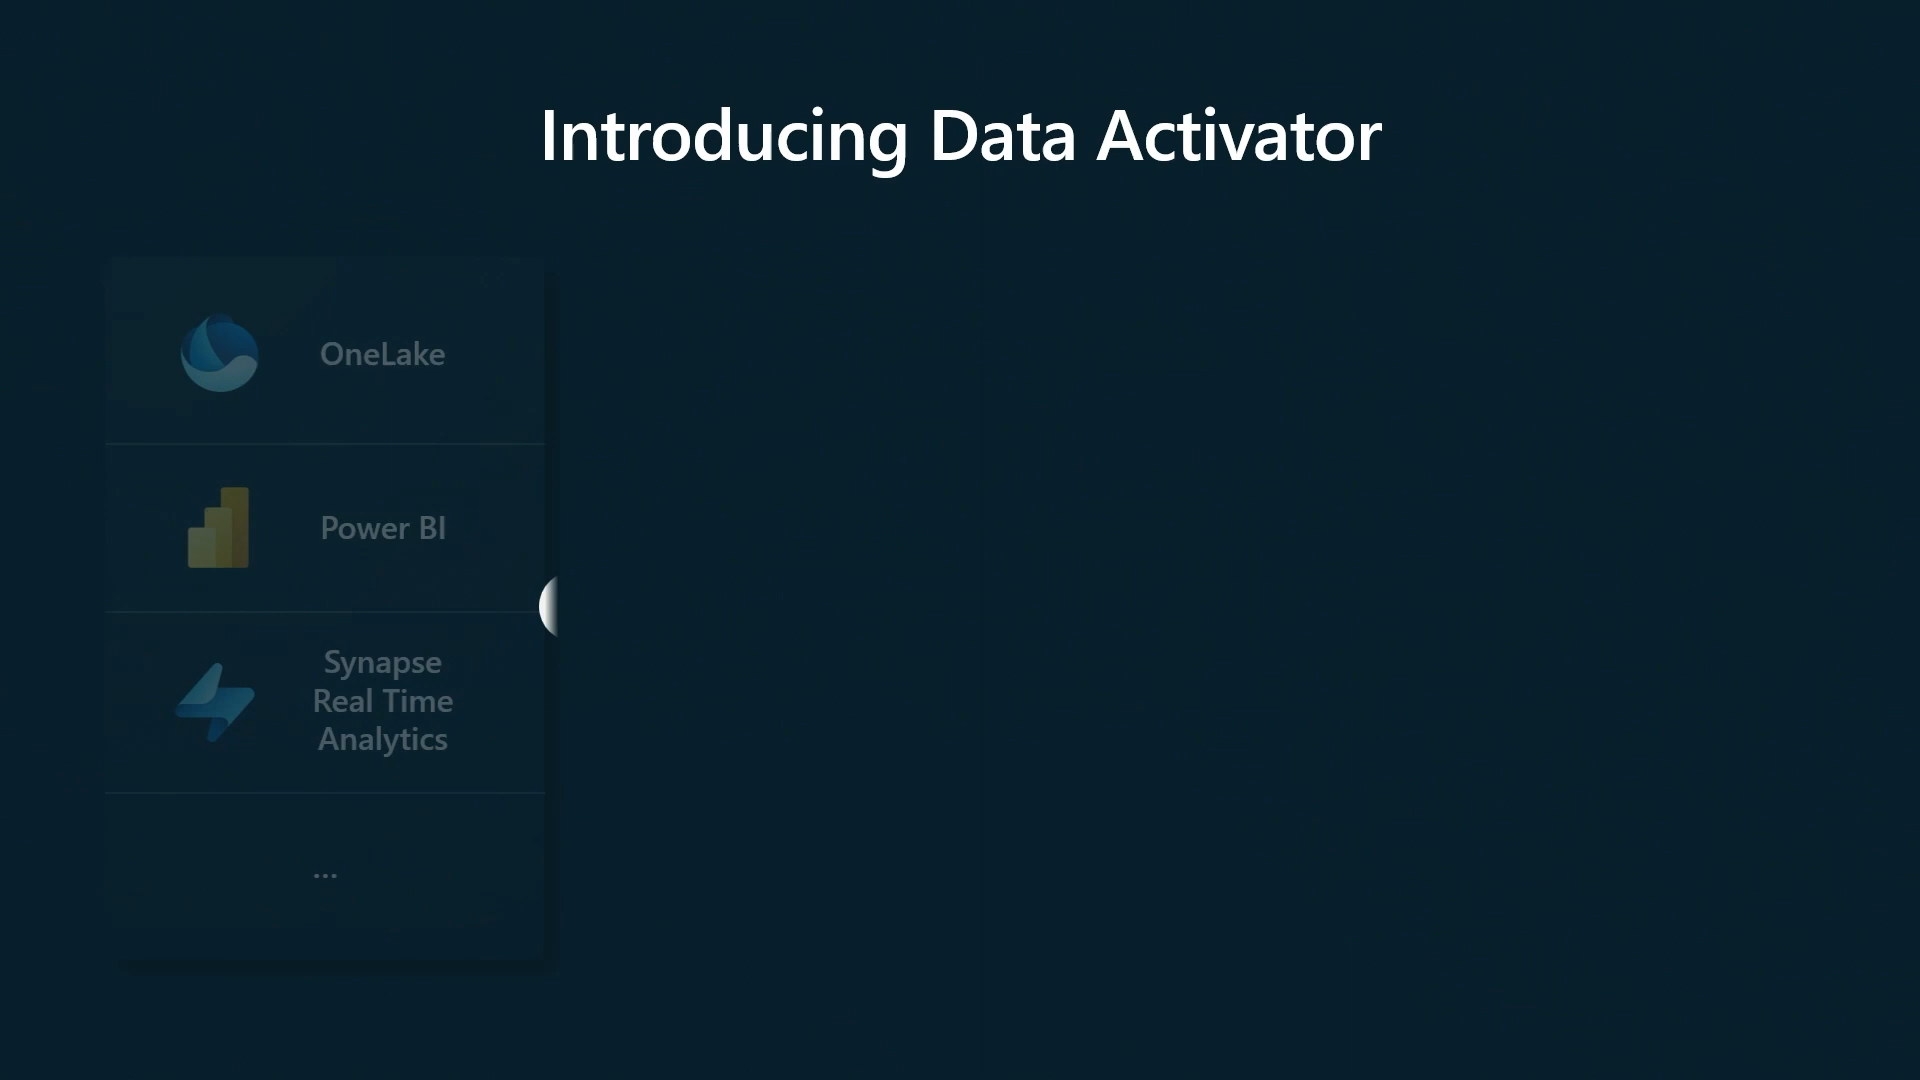 Introducing Data Activator
OneLake
Power BI
Synapse
Real Time
Analytics
...